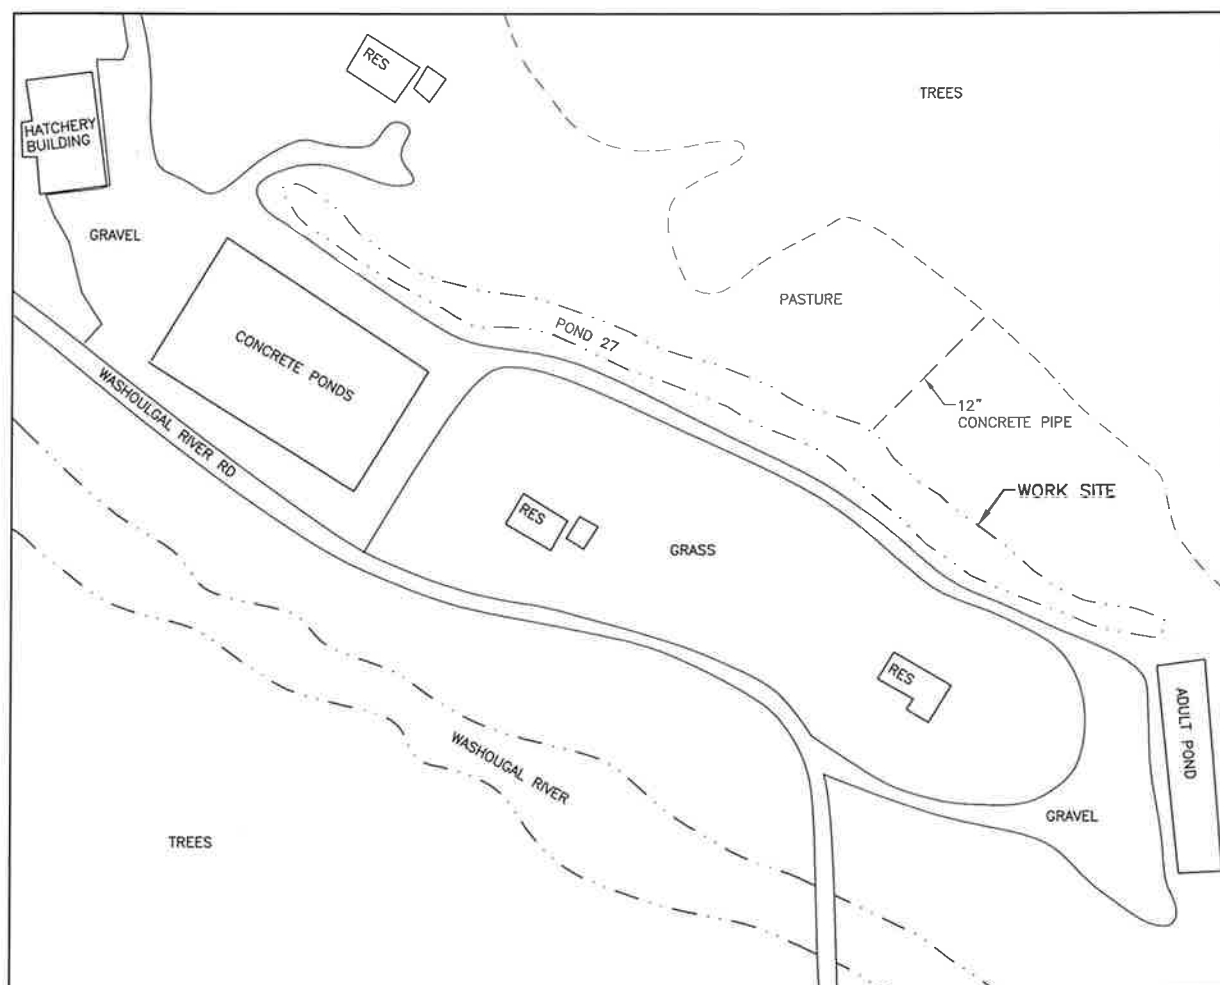 RES
TREES
HATCHERY
BUILDING
GRAVEL
PASTURE
POND 27
CONCRETE PONDS
12"
CONCRETE PIPE
WASHOULGAL RIVER RD
WORK SITE
RES
GRASS
RES
ADULT POND
WASHOUGAL RIVER
GRAVEL
TREES